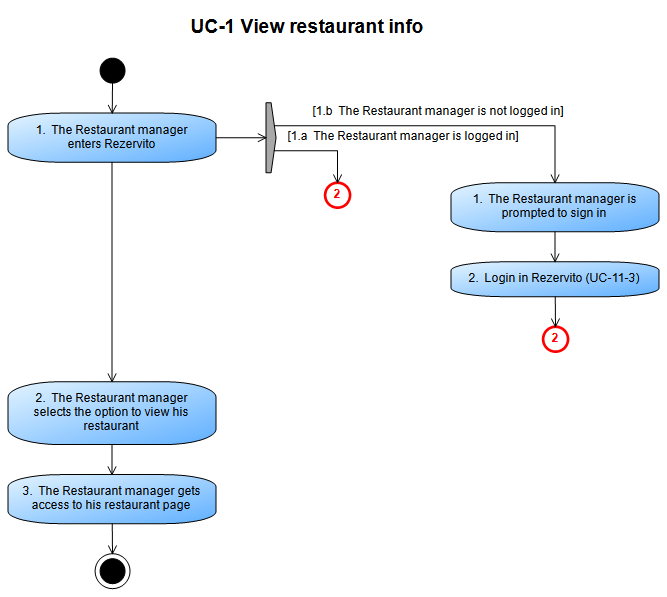 UC-1 View restaurant info
[1.b The Restaurant manager is not logged in]
1. The Restaurant manager
enters Rezervito
[1.a The Restaurant manager is logged in]
2
1. The Restaurant manager is
prompted to sign in
2. Login in Rezervito (UC-11-3)
2
2. The Restaurant manager
selects the option to view his
restaurant
3. The Restaurant manager gets
access to his restaurant page